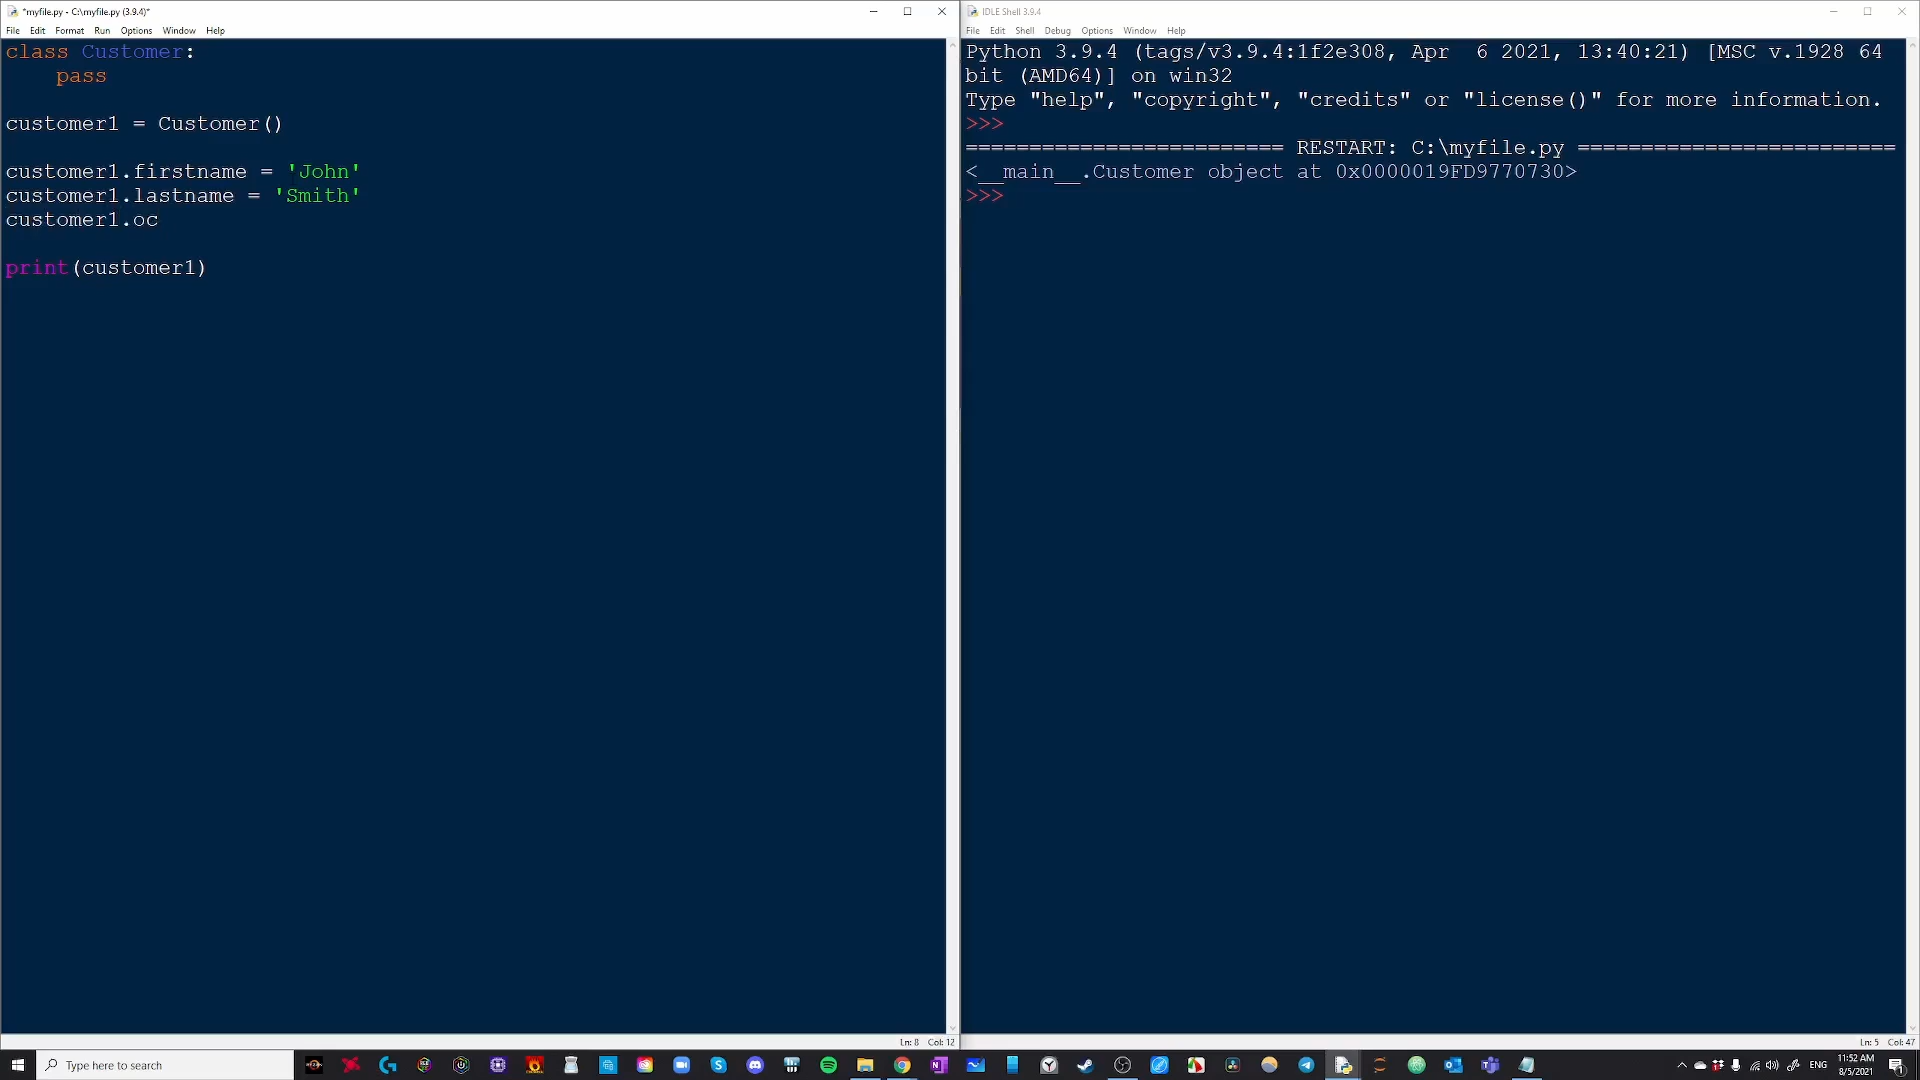 *myfile.py - C:\myfile.py (3.9.4)*
File Edit Format Run Options Window Help
class Customer:
    pass
customer1 = Customer()
customer1.firstname = 'John'
customer1.lastname = 'Smith'
customer1.oc
print(customer1)
Ln: 8 Col: 12
IDLE Shell 3.9.4
File Edit Shell Debug Options Window Help
Python 3.9.4 (tags/v3.9.4:1f2e308, Apr  6 2021, 13:40:21) [MSC v.1928 64
bit (AMD64)] on win32
Type "help", "copyright", "credits" or "license()" for more information.
>>>
========================= RESTART: C:\myfile.py =========================
<__main__.Customer object at 0x0000019FD9770730>
>>>
Ln: 5 Col: 47
Type here to search
ENG
11:52 AM
8/5/2021